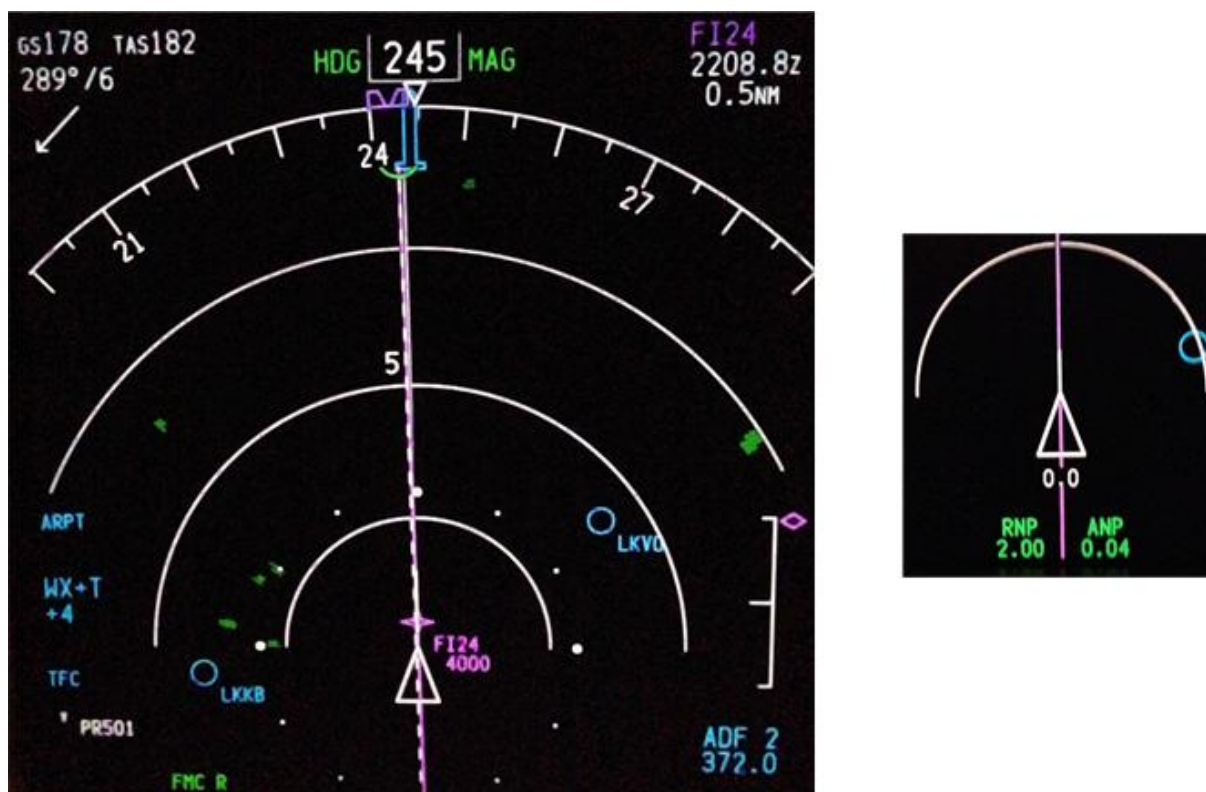 GS178 TAS182
289°/6
HDG 245 MAG
FI24
2208.8Z
0.5NM
21
24
27
5
ARPT
LKVO
WX+T
+4
FI24
4000
TFC
LKKB
PR501
ADF 2
372.0
FMC R
0.0
RNP ANP
2.00 0.04